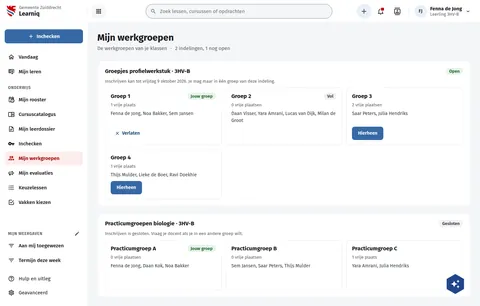 Gemeente Zuiddrecht
Learniq
Zoek lessen, cursussen of opdrachten
FJ
Fenna de Jong
Leerling 3HV-B
+ Inchecken
Vandaag
Mijn leren
ONDERWIJS
Mijn rooster
Cursuscatalogus
Mijn leerdossier
Inchecken
Mijn werkgroepen
Mijn evaluaties
Keuzelessen
Vakken kiezen
MIJN WEERGAVEN
Aan mij toegewezen
Termijn deze week
Hulp en uitleg
Geavanceerd
Mijn werkgroepen
De werkgroepen van je klassen · 2 indelingen, 1 nog open
Groepjes profielwerkstuk · 3HV-B
Open
Inschrijven kan tot vrijdag 9 oktober 2026. Je mag maar in één groep van deze indeling.
Groep 1
Jouw groep
1 vrije plaats
Fenna de Jong, Noa Bakker, Sem Jansen
× Verlaten
Groep 2
Vol
0 vrije plaatsen
Daan Visser, Yara Amrani, Lucas van Dijk, Milan de Groot
Groep 3
2 vrije plaatsen
Saar Peters, Julia Hendriks
Hierheen
Groep 4
1 vrije plaats
Thijs Mulder, Lieke de Boer, Ravi Doekhie
Hierheen
Practicumgroepen biologie · 3HV-B
Gesloten
Inschrijven is gesloten. Vraag je docent als je in een andere groep wilt.
Practicumgroep A
Jouw groep
0 vrije plaatsen
Fenna de Jong, Daan Kok, Noa Bakker
Practicumgroep B
0 vrije plaatsen
Sem Jansen, Saar Peters, Thijs Mulder
Practicumgroep C
1 vrije plaats
Yara Amrani, Julia Hendriks